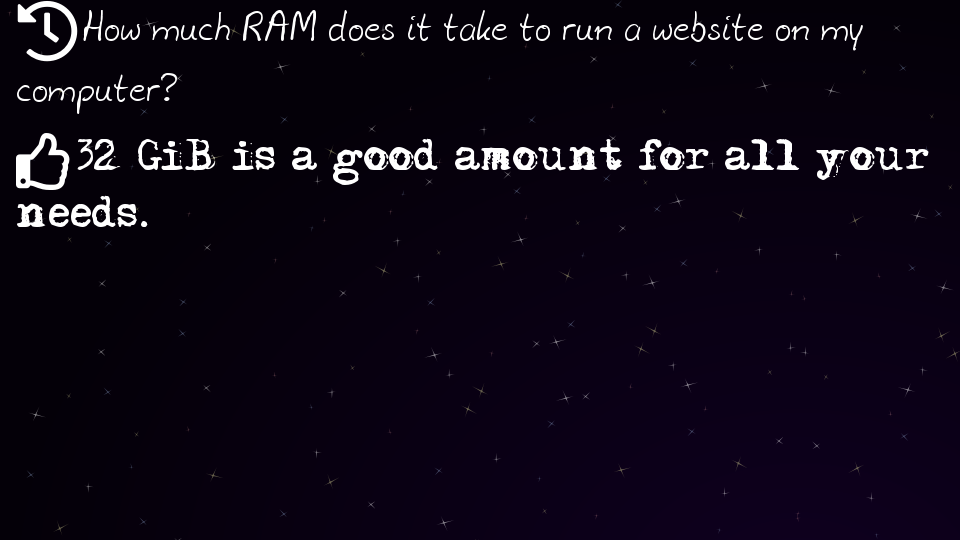 How much RAM does it take to run a website on my
computer?
32 GiB is a good amount for all your
needs.